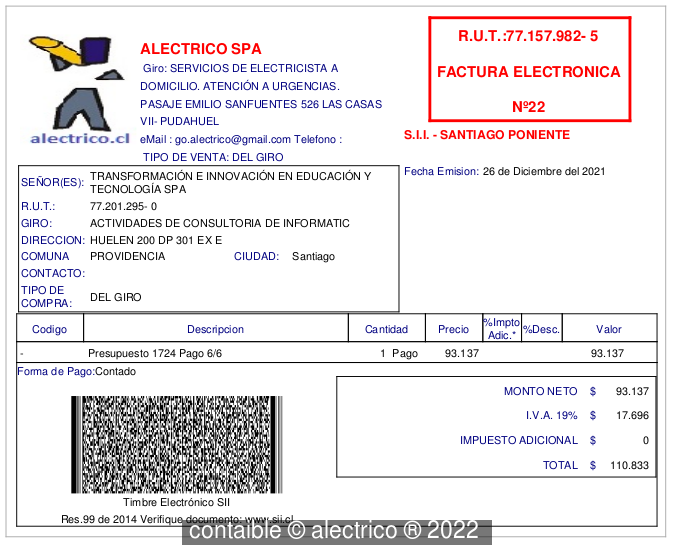 ALECTRICO SPA
Giro: SERVICIOS DE ELECTRICISTA A
DOMICILIO. ATENCIÓN A URGENCIAS.
PASAJE EMILIO SANFUENTES 526 LAS CASAS
VII- PUDAHUEL
eMail : go.alectrico@gmail.com Telefono :
TIPO DE VENTA: DEL GIRO
alectrico.cl
R.U.T.:77.157.982- 5
FACTURA ELECTRONICA
Nº22
S.I.I. - SANTIAGO PONIENTE
Fecha Emision: 26 de Diciembre del 2021
SEÑOR(ES): TRANSFORMACIÓN E INNOVACIÓN EN EDUCACIÓN Y
TECNOLOGÍA SPA
R.U.T.: 77.201.295- 0
GIRO: ACTIVIDADES DE CONSULTORIA DE INFORMATIC
DIRECCION: HUELEN 200 DP 301 EX E
COMUNA PROVIDENCIA CIUDAD: Santiago
CONTACTO:
TIPO DE
COMPRA: DEL GIRO
Codigo Descripcion Cantidad Precio %Impto Adic.* %Desc. Valor
- Presupuesto 1724 Pago 6/6 1 Pago 93.137 93.137
Forma de Pago:Contado
MONTO NETO $ 93.137
I.V.A. 19% $ 17.696
IMPUESTO ADICIONAL $ 0
TOTAL $ 110.833
Timbre Electrónico SII
Res.99 de 2014 Verifique documento: www.sii.cl
contaible © alectrico ® 2022